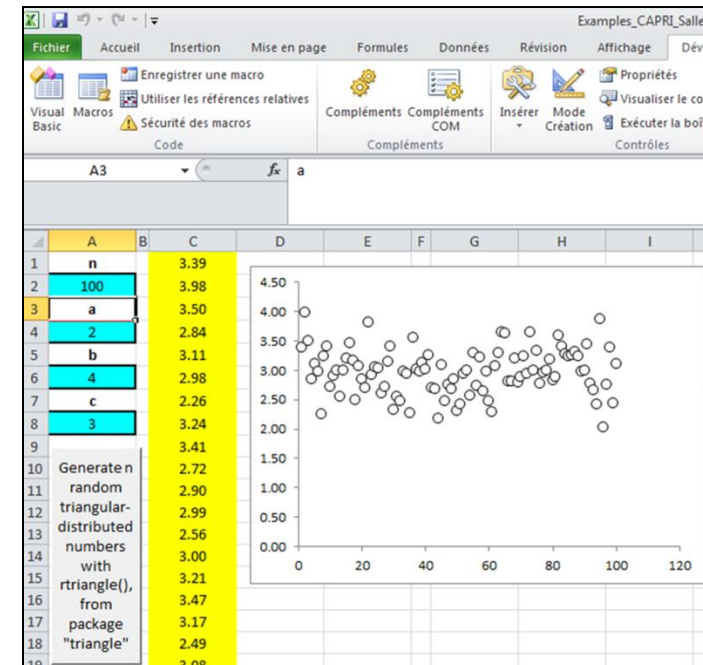 Examples_CAPRI_Salle
Fichier Accueil Insertion Mise en page Formules Données Révision Affichage Dév
Visual Basic
Macros
Enregistrer une macro
Utiliser les références relatives
Sécurité des macros
Code
Compléments
Compléments COM
Compléments
Insérer
Mode Création
Propriétés
Visualiser le co
Exécuter la boî
Contrôles
A3 fx a
A B C D E F G H I
1 n 3.39
2 100 3.98
3 a 3.50
4 2 2.84
5 b 3.11
6 4 2.98
7 c 2.26
8 3 3.24
9 3.41
10 2.72
11 2.90
12 2.99
13 2.56
14 3.00
15 3.21
16 3.47
17 3.17
18 2.49
19 3.08
Generate n
random
triangular-
distributed
numbers
with
rtriangle(),
from
package
"triangle"
4.50
4.00
3.50
3.00
2.50
2.00
1.50
1.00
0.50
0.00
0 20 40 60 80 100 120